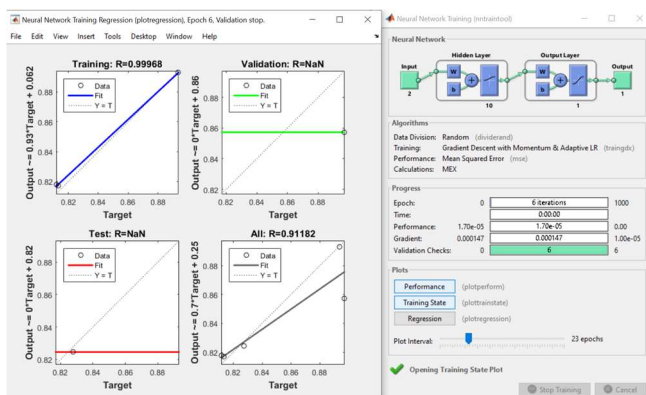 Neural Network Training Regression (plotregression), Epoch 6, Validation stop.
File Edit View Insert Tools Desktop Window Help
Training: R=0.99968
Output ~= 0.93*Target + 0.062
Data
Fit
Y = T
0.88
0.86
0.84
0.82
0.82 0.84 0.86 0.88
Target
Validation: R=NaN
Output ~= 0*Target + 0.86
Data
Fit
Y = T
0.88
0.86
0.84
0.82
0.82 0.84 0.86 0.88
Target
Test: R=NaN
Output ~= 0*Target + 0.82
Data
Fit
Y = T
0.88
0.86
0.84
0.82
0.82 0.84 0.86 0.88
Target
All: R=0.91182
Output ~= 0.7*Target + 0.25
Data
Fit
Y = T
0.88
0.86
0.84
0.82
0.82 0.84 0.86 0.88
Target
Neural Network Training (nntraintool)
Neural Network
Hidden Layer Output Layer
Input Output
W W
b b
2 10 1 1
Algorithms
Data Division: Random (dividerand)
Training: Gradient Descent with Momentum & Adaptive LR (traingdx)
Performance: Mean Squared Error (mse)
Calculations: MEX
Progress
Epoch: 0 6 iterations 1000
Time: 0:00:00
Performance: 1.70e-05 1.70e-05 0.00
Gradient: 0.000147 0.000147 1.00e-05
Validation Checks: 0 6 6
Plots
Performance (plotperform)
Training State (plottrainstate)
Regression (plotregression)
Plot Interval: 23 epochs
Opening Training State Plot
Stop Training Cancel